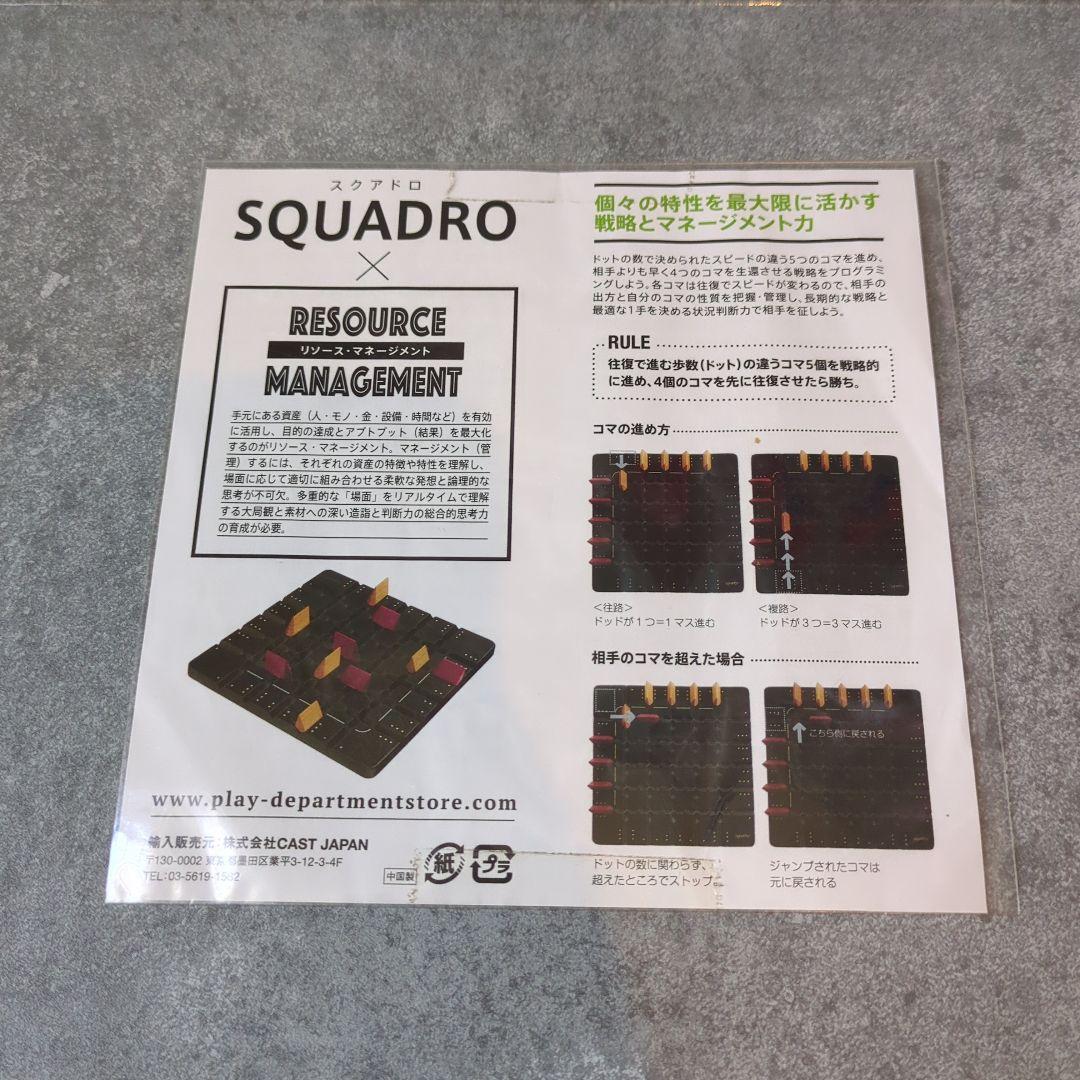 スクアドロ
SQUADRO
×
RESOURCE
リソース・マネージメント
MANAGEMENT
手元にある資産（人・モノ・金・設備・時間など）を有効
に活用し、目的の達成とアプトプット（結果）を最大化
するのがリソース・マネージメント。マネージメント（管
理）するには、それぞれの資産の特徴や特性を理解し、
場面に応じて適切に組み合わせる柔軟な発想と論理的な
思考が不可欠。多重的な「場面」をリアルタイムで理解
する大局観と素材への深い造詣と判断力の総合的思考力
の育成が必要。
www.play-departmentstore.com
輸入販売元：株式会社CAST JAPAN
〒130-0002 東京都墨田区業平3-12-3-4F
TEL：03-5619-1582
中国製
紙
プラ
個々の特性を最大限に活かす
戦略とマネージメント力
ドットの数で決められたスピードの違う5つのコマを進め、
相手よりも早く4つのコマを生還させる戦略をプログラミ
ングしよう。各コマは往復でスピードが変わるので、相手の
出方と自分のコマの性質を把握・管理し、長期的な戦略と
最適な1手を決める状況判断力で相手を征しよう。
RULE
往復で進む歩数（ドット）の違うコマ5個を戦略的
に進め、4個のコマを先に往復させたら勝ち。
コマの進め方
＜往路＞
ドッドが1つ＝1マス進む
＜複路＞
ドッドが3つ＝3マス進む
相手のコマを超えた場合
こちら側に戻される
ドットの数に関わらず、
超えたところでストップ
ジャンプされたコマは
元に戻される